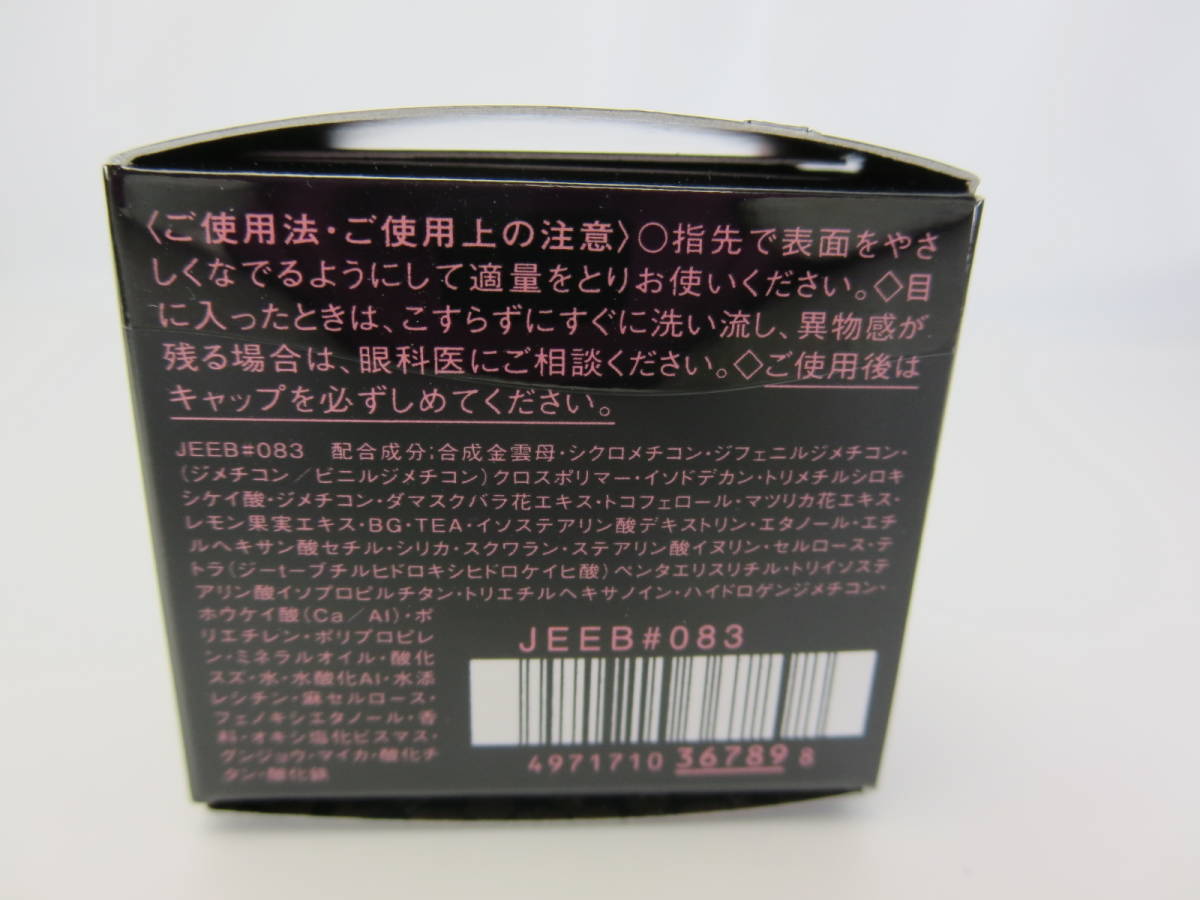 〈ご使用法・ご使用上の注意〉○指先で表面をやさ
しくなでるようにして適量をとりお使いください。◇目
に入ったときは、こすらずにすぐに洗い流し、異物感が
残る場合は、眼科医にご相談ください。◇ご使用後は
キャップを必ずしめてください。
JEEB#083 配合成分；合成金雲母・シクロメチコン・ジフェニルジメチコン・
(ジメチコン／ビニルジメチコン)クロスポリマー・イソドデカン・トリメチルシロキ
シケイ酸・ジメチコン・ダマスクバラ花エキス・トコフェロール・マツリカ花エキス・
レモン果実エキス・BG・TEA・イソステアリン酸デキストリン・エタノール・エチ
ルヘキサン酸セチル・シリカ・スクワラン・ステアリン酸イヌリン・セルロース・テ
トラ(ジーtーブチルヒドロキシヒドロケイヒ酸)ペンタエリスリチル・トリイソステ
アリン酸イソプロピルチタン・トリエチルヘキサノイン・ハイドロゲンジメチコン・
ホウケイ酸(Ca／Al)・ポ
リエチレン・ポリプロピレ
ン・ミネラルオイル・酸化
スズ・水・水酸化Al・水添
レシチン・麻セルロース・
フェノキシエタノール・香
料・オキシ塩化ビスマス・
グンジョウ・マイカ・酸化チ
タン・酸化鉄
JEEB#083
4971710 36789 8